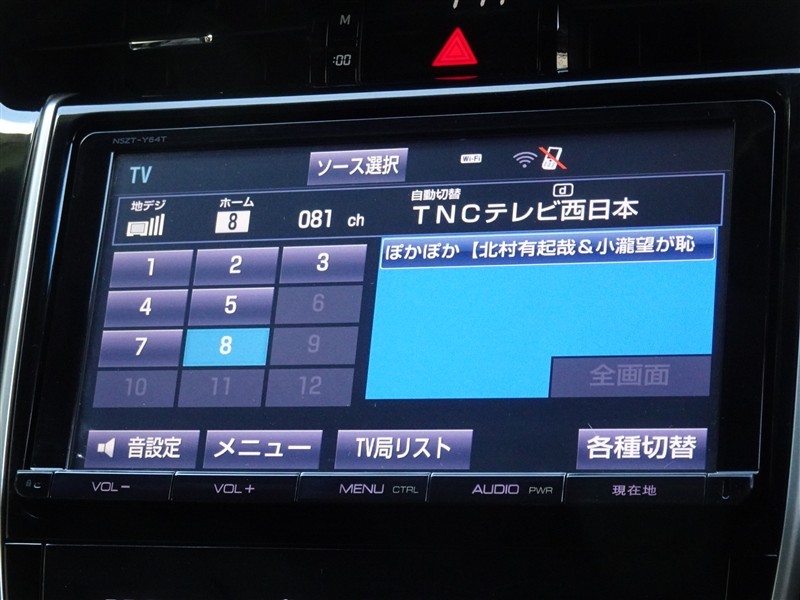 M
:00
NSZT-Y64T
TV
ソース選択
Wi-Fi
地デジ
ホーム
8
081 ch
自動切替
d
TNCテレビ西日本
1
2
3
ぽかぽか【北村有起哉&小瀧望が恥
4
5
6
7
8
9
10
11
12
全画面
音設定
メニュー
TV局リスト
各種切替
VOL−
VOL+
MENU CTRL
AUDIO PWR
現在地